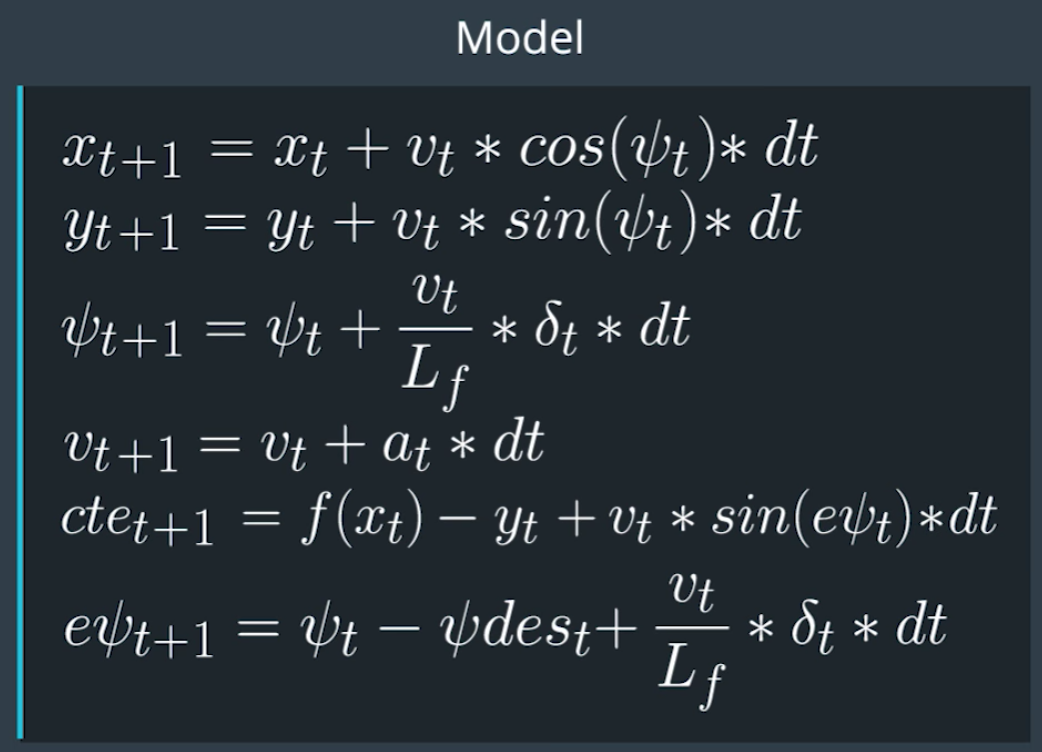 Model
x_{t+1} = x_t + v_t * cos(ψ_t)* dt
y_{t+1} = y_t + v_t * sin(ψ_t)* dt
ψ_{t+1} = ψ_t + \frac{v_t}{L_f} * δ_t * dt
v_{t+1} = v_t + a_t * dt
cte_{t+1} = f(x_t) − y_t + v_t * sin(eψ_t)*dt
eψ_{t+1} = ψ_t − ψdes_t+ \frac{v_t}{L_f} * δ_t * dt